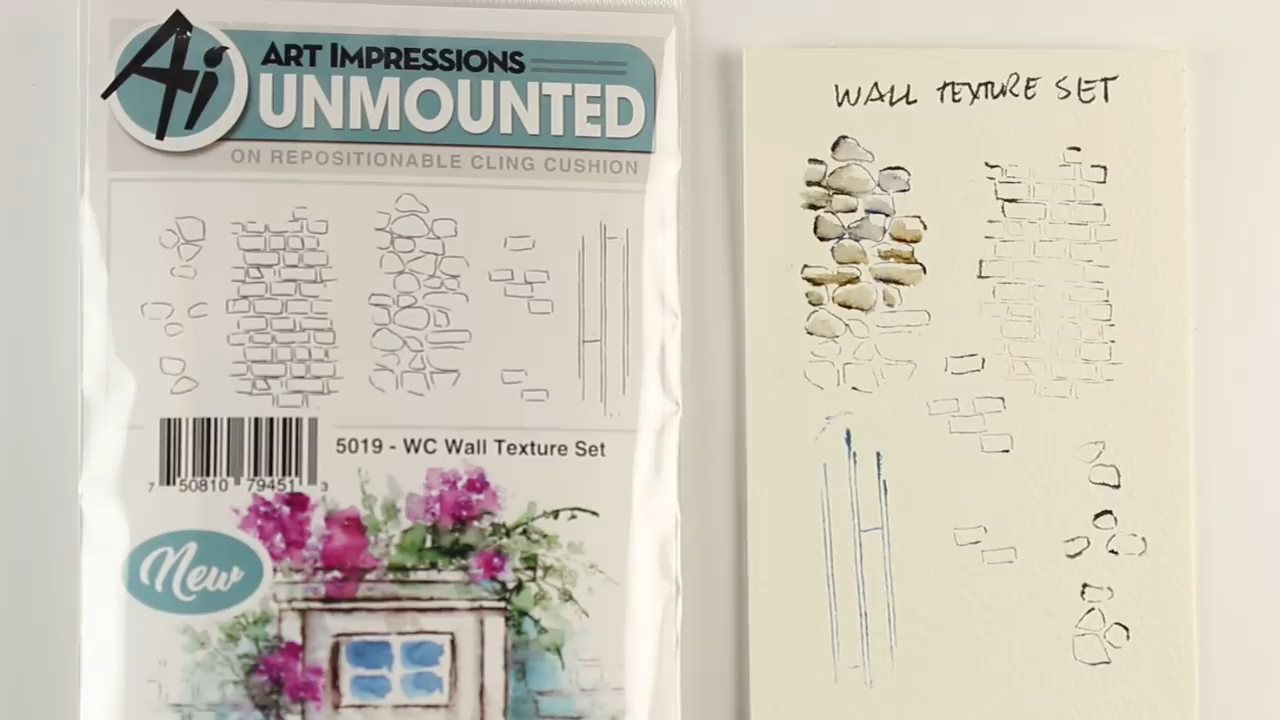 Ai
ART IMPRESSIONS
UNMOUNTED
ON REPOSITIONABLE CLING CUSHION
5019 - WC Wall Texture Set
7 50810 79451 3
New
WALL TEXTURE SET